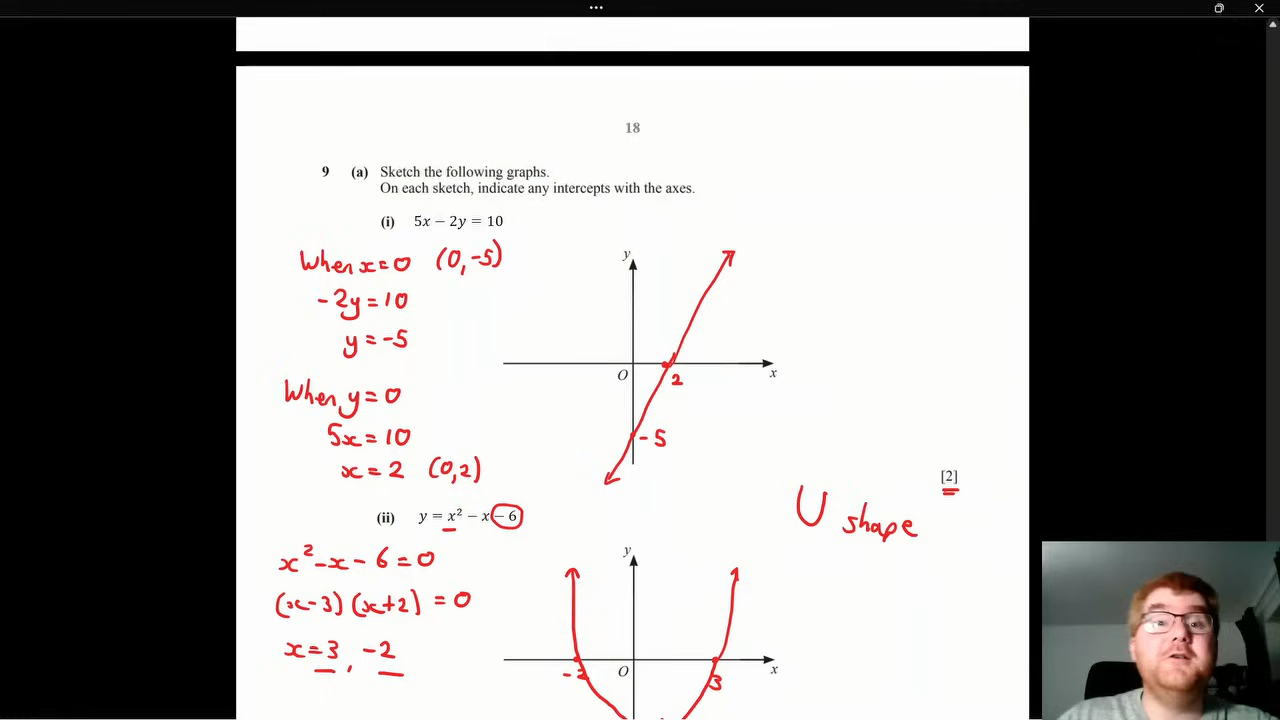 18
9 (a) Sketch the following graphs.
On each sketch, indicate any intercepts with the axes.
(i) 5x − 2y = 10
When x=0 (0,-5)
-2y=10
y=-5
When y=0
5x=10
x=2 (0,2)
y
O
x
2
-5
[2]
(ii) y = x² − x − 6
U shape
x²-x-6=0
(x-3)(x+2)=0
x=3, -2
y
O
x
-2
3